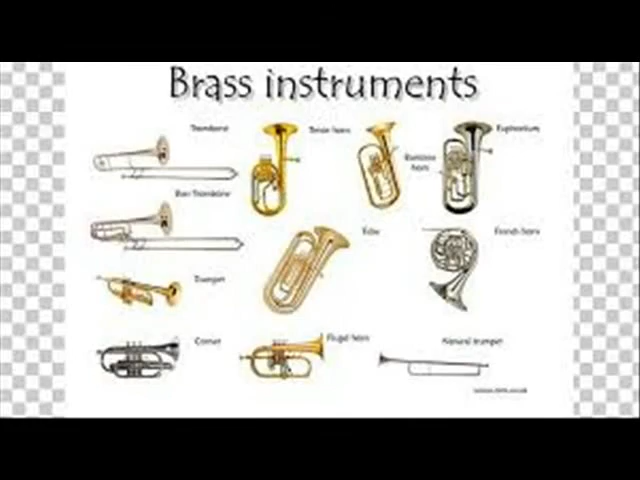 Brass instruments
Trombone
Tenor horn
Euphonium
Baritone
horn
Bass Trombone
Tuba
French horn
Trumpet
Cornet
Flugel horn
Natural trumpet